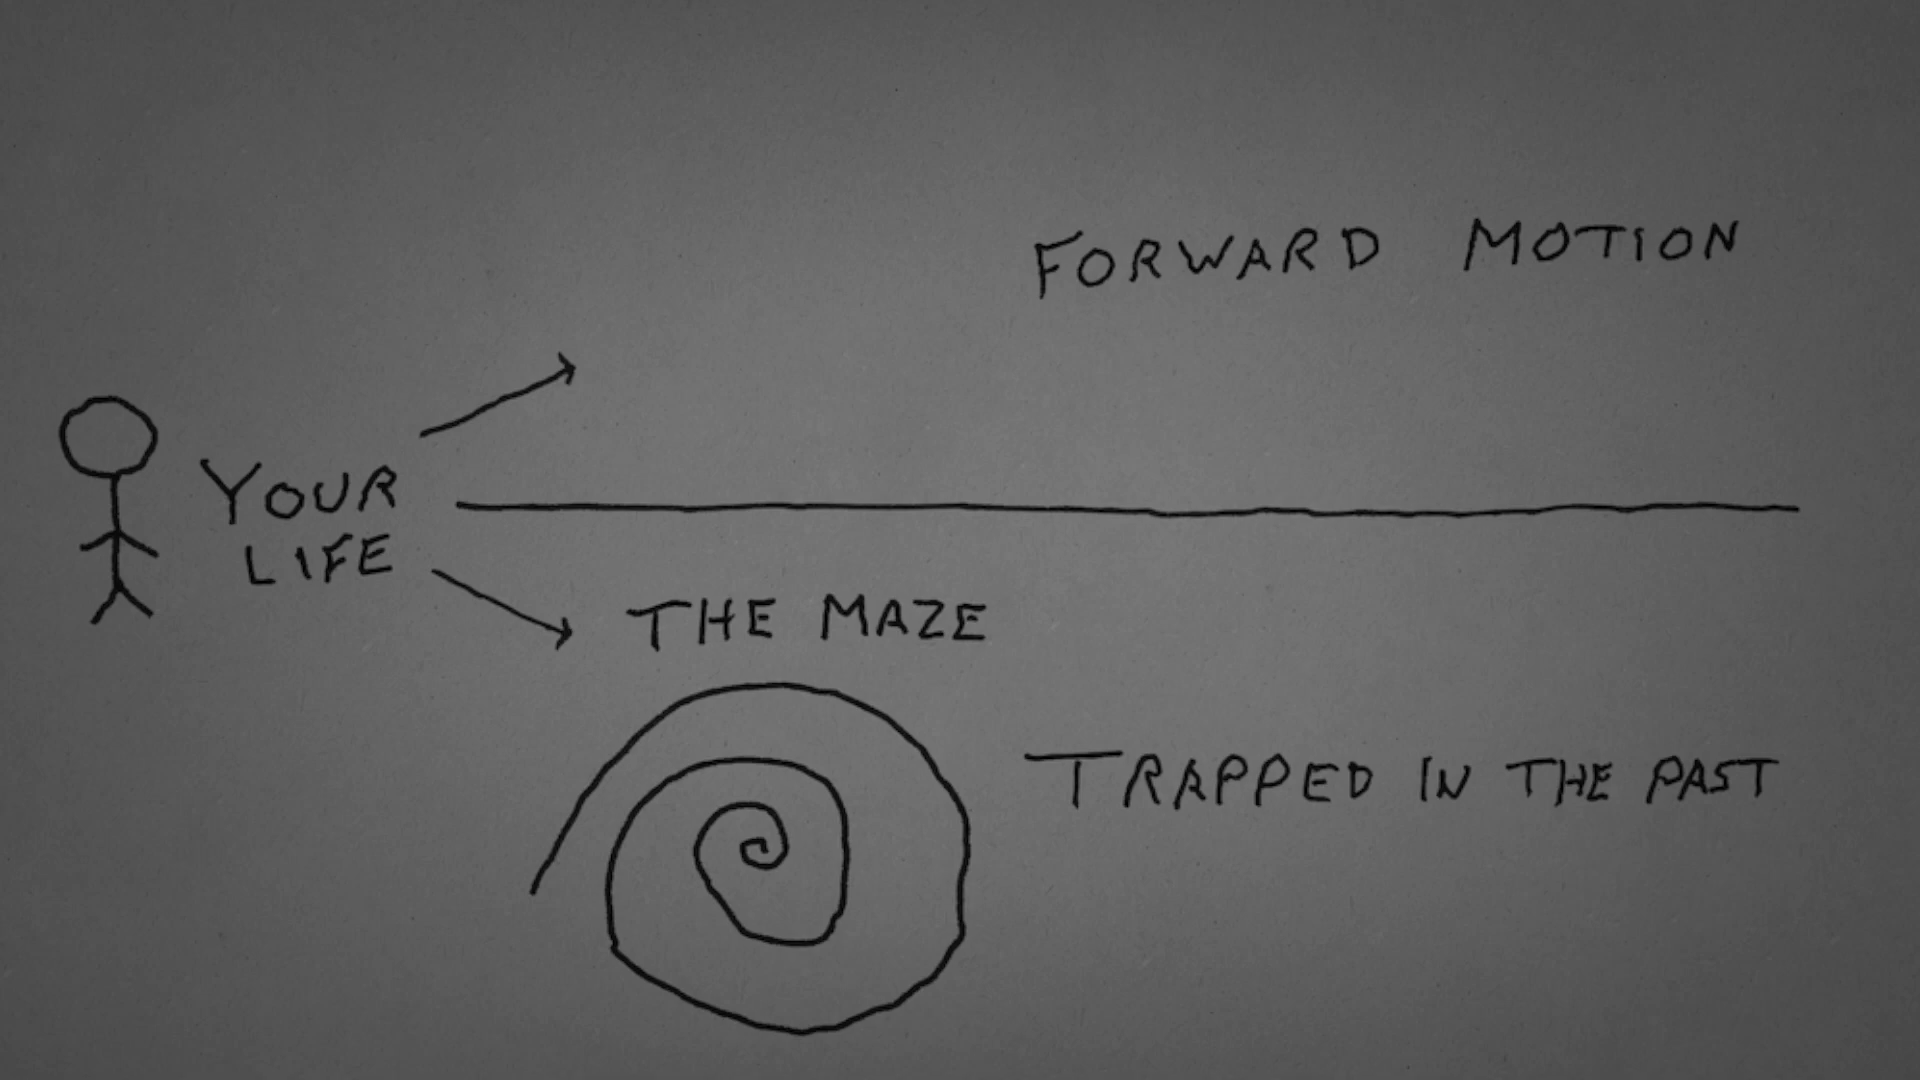 FORWARD MOTION
YOUR
LIFE
THE MAZE
TRAPPED IN THE PAST